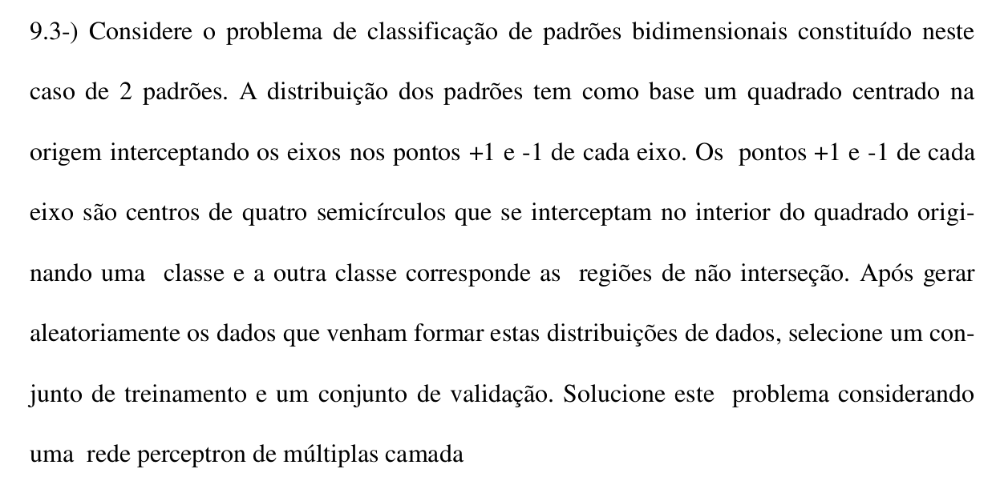 9.3-) Considere o problema de classificação de padrões bidimensionais constituído neste
caso de 2 padrões. A distribuição dos padrões tem como base um quadrado centrado na
origem interceptando os eixos nos pontos +1 e -1 de cada eixo. Os pontos +1 e -1 de cada
eixo são centros de quatro semicírculos que se interceptam no interior do quadrado origi-
nando uma classe e a outra classe corresponde as regiões de não interseção. Após gerar
aleatoriamente os dados que venham formar estas distribuições de dados, selecione um con-
junto de treinamento e um conjunto de validação. Solucione este problema considerando
uma rede perceptron de múltiplas camada